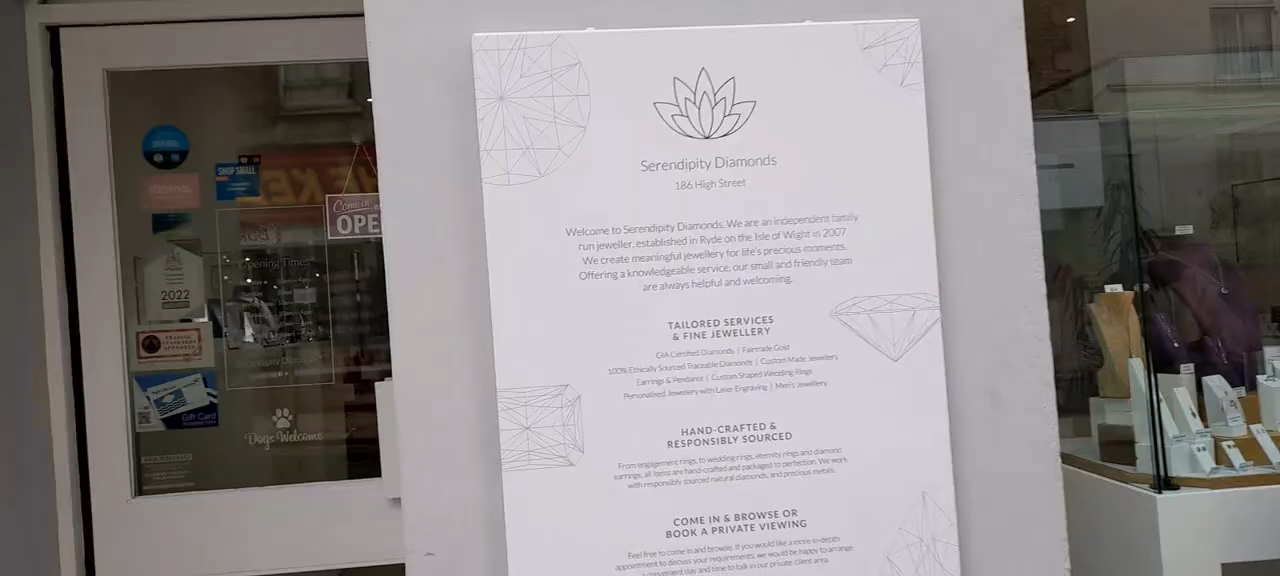 Serendipity Diamonds
186 High Street
Welcome to Serendipity Diamonds. We are an independent family
run jeweller, established in Ryde on the Isle of Wight in 2007.
We create meaningful jewellery for life's precious moments.
Offering a knowledgeable service, our small and friendly team
are always helpful and welcoming.
TAILORED SERVICES
& FINE JEWELLERY
GIA Certified Diamonds | Fairtrade Gold
100% Ethically Sourced Traceable Diamonds | Custom Made Jewellery
Earrings & Pendants | Custom Shaped Wedding Rings
Personalised Jewellery with Laser Engraving | Men's Jewellery
HAND-CRAFTED &
RESPONSIBLY SOURCED
From engagement rings, to wedding rings, eternity rings and diamond
earrings, all items are hand-crafted and packaged to perfection. We work
with responsibly sourced natural diamonds, and precious metals.
COME IN & BROWSE OR
BOOK A PRIVATE VIEWING
Feel free to come in and browse. If you would like a more in-depth
appointment to discuss your requirements, we would be happy to arrange
a convenient day and time to talk in our private client area.
SHOP SMALL
Come in
OPE
Opening Times
2022
TRADING
STANDARDS
APPROVED
Gift Card
Dogs Welcome
WARNING